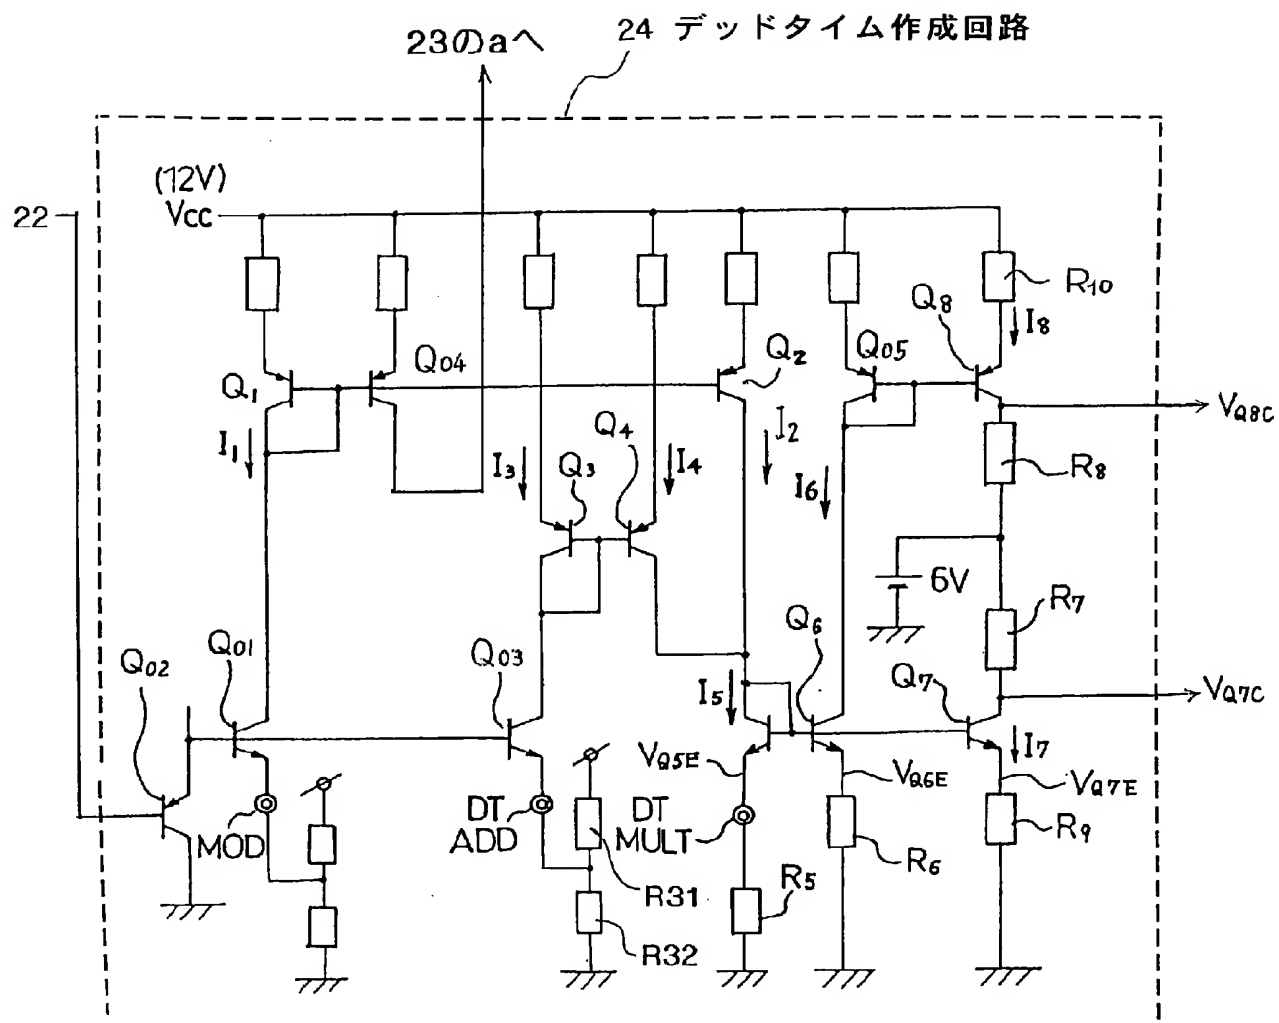 24 デッドタイム作成回路
23のaへ
(12V)
22
Vcc
R10
Q8
I8
Q1
Q04
Q2
Q05
VQ8C
I1
Q4
I2
R8
I3
Q3
I4
I6
6V
R7
Q6
Q02
Q01
Q03
Q7
VQ7C
I5
I7
VQ5E
VQ6E
VQ7E
MOD
DT
ADD
DT
MULT
R9
R6
R31
R5
R32